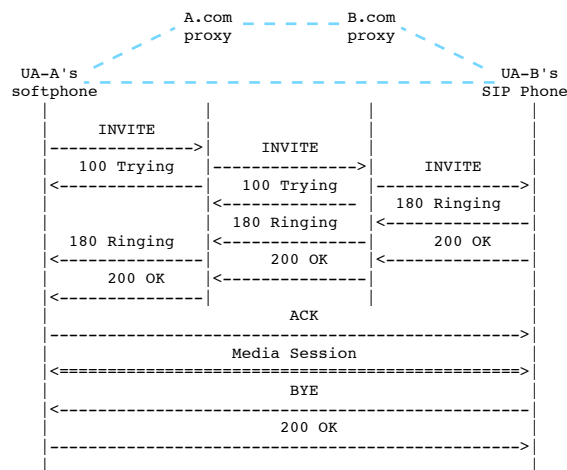 A.com B.com
proxy proxy
UA-A's UA-B's
softphone SIP Phone
INVITE
INVITE
100 Trying INVITE
100 Trying
180 Ringing
180 Ringing
180 Ringing 200 OK
200 OK
200 OK
ACK
Media Session
BYE
200 OK